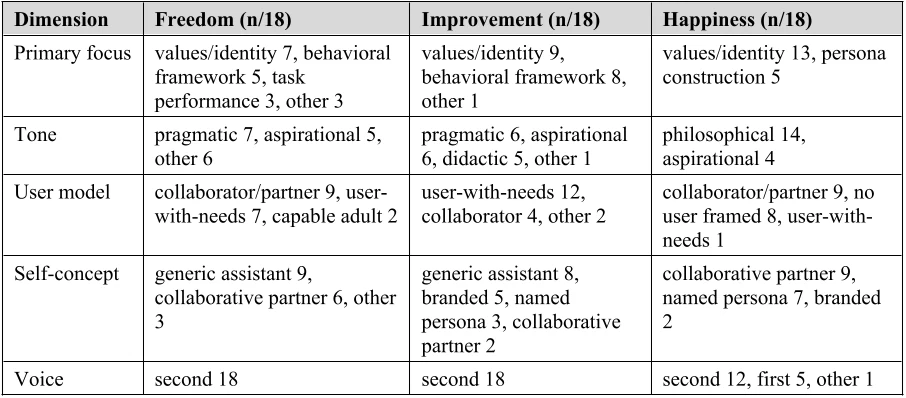 Dimension
Freedom (n/18)
Improvement (n/18)
Happiness (n/18)
Primary focus
values/identity 7, behavioral
framework 5, task
performance 3, other 3
values/identity 9,
behavioral framework 8,
other 1
values/identity 13, persona
construction 5
Tone
pragmatic 7, aspirational 5,
other 6
pragmatic 6, aspirational
6, didactic 5, other 1
philosophical 14,
aspirational 4
User model
collaborator/partner 9, user-
with-needs 7, capable adult 2
user-with-needs 12,
collaborator 4, other 2
collaborator/partner 9, no
user framed 8, user-with-
needs 1
Self-concept
generic assistant 9,
collaborative partner 6, other
3
generic assistant 8,
branded 5, named
persona 3, collaborative
partner 2
collaborative partner 9,
named persona 7, branded
2
Voice
second 18
second 18
second 12, first 5, other 1